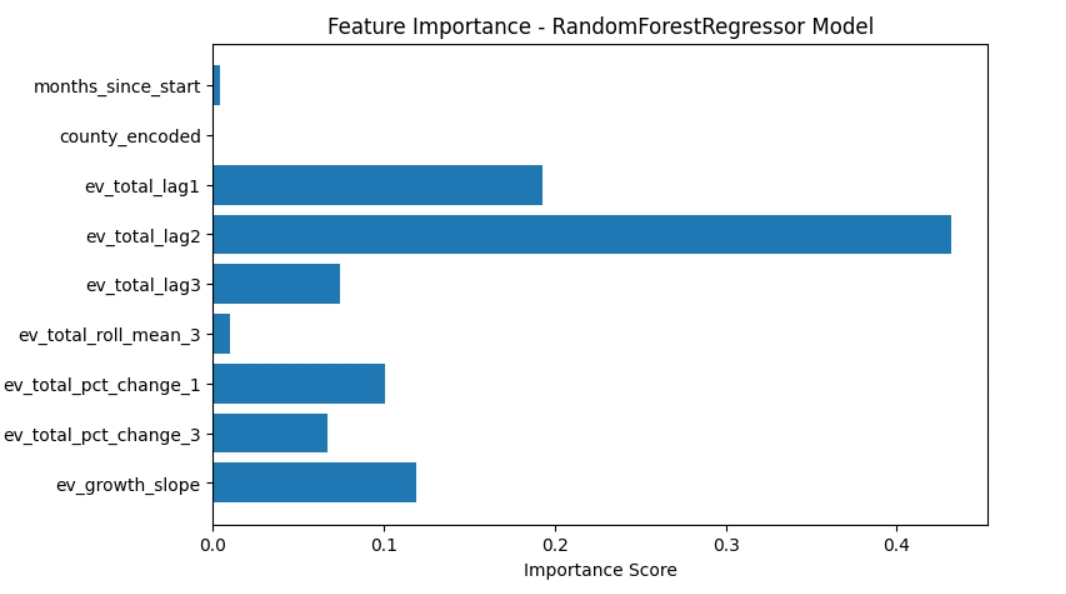 Feature Importance - RandomForestRegressor Model
months_since_start
county_encoded
ev_total_lag1
ev_total_lag2
ev_total_lag3
ev_total_roll_mean_3
ev_total_pct_change_1
ev_total_pct_change_3
ev_growth_slope
0.0 0.1 0.2 0.3 0.4
Importance Score